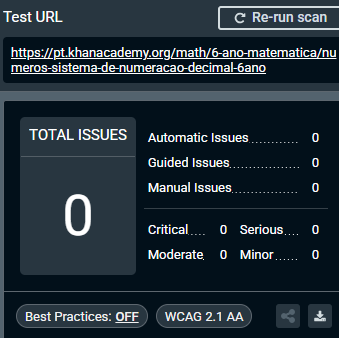 Test URL
Re-run scan
https://pt.khanacademy.org/math/6-ano-matematica/nu
meros-sistema-de-numeracao-decimal-6ano
TOTAL ISSUES
0
Automatic Issues 0
Guided Issues 0
Manual Issues 0
Critical 0 Serious 0
Moderate 0 Minor 0
Best Practices: OFF
WCAG 2.1 AA